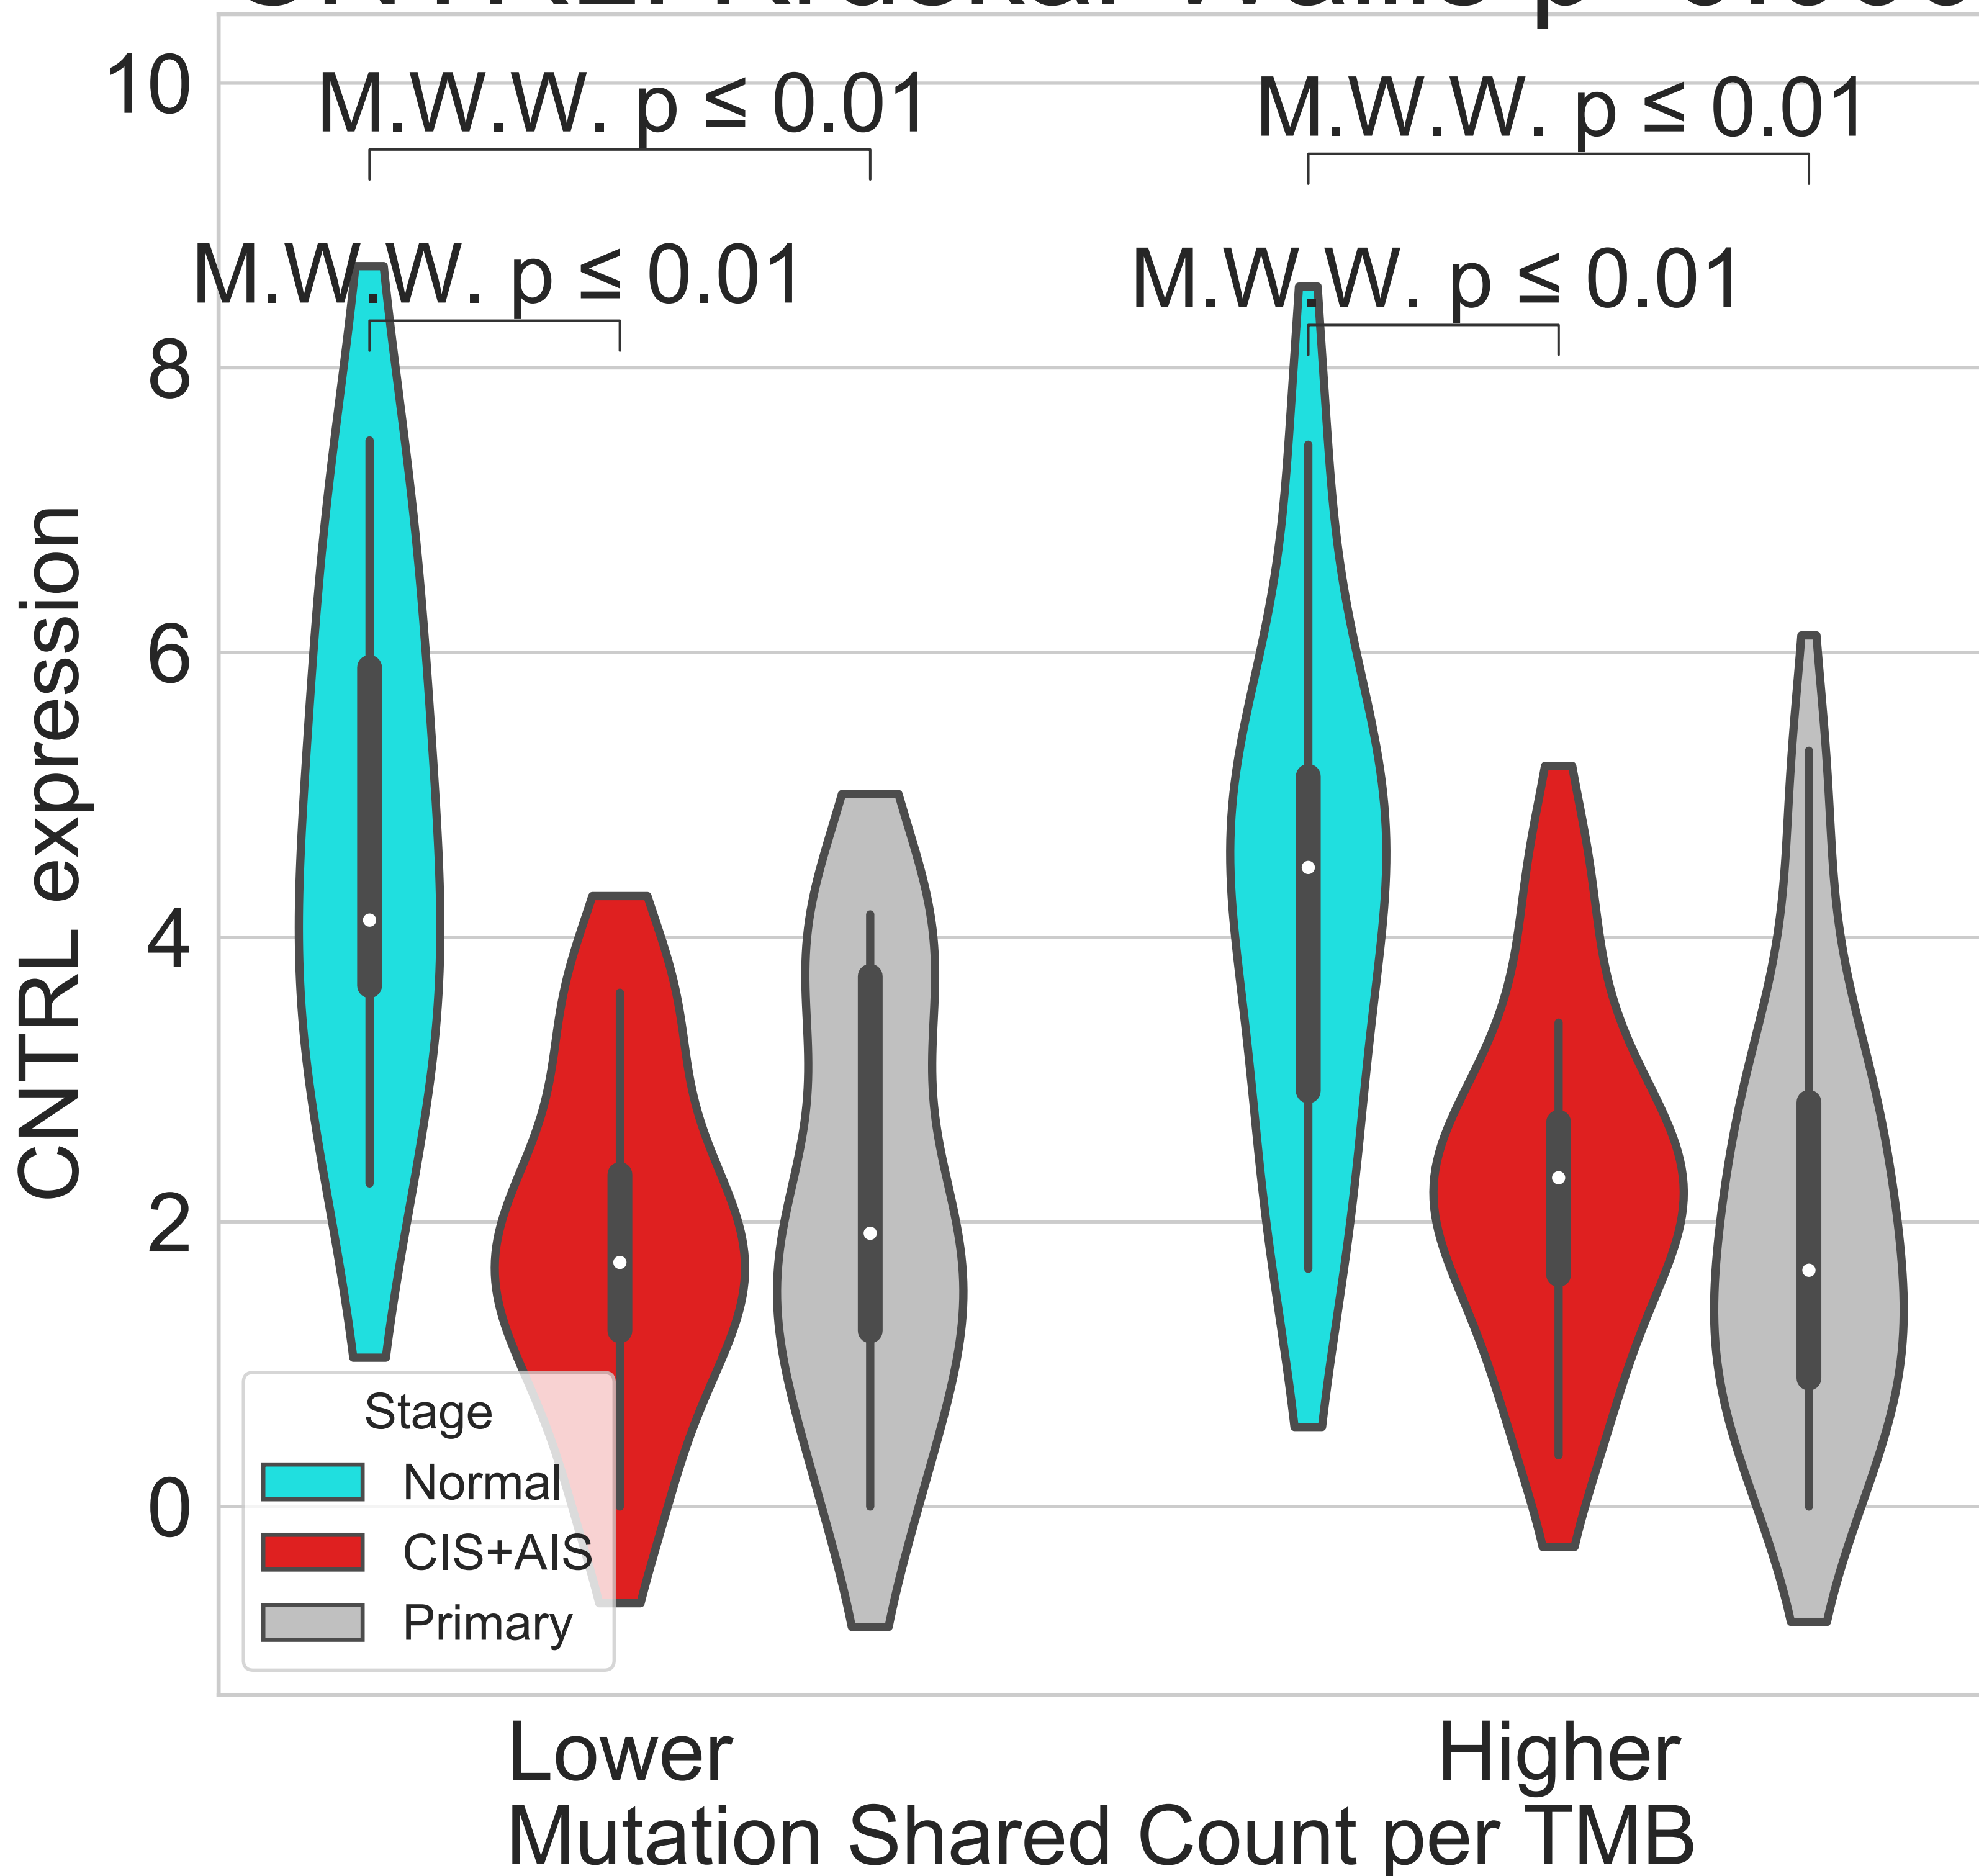 10
M.W.W. p ≤ 0.01
M.W.W. p ≤ 0.01
M.W.W. p ≤ 0.01
M.W.W. p ≤ 0.01
8
6
4
2
0
CNTRL expression
Stage
Normal
CIS+AIS
Primary
Lower
Higher
Mutation Shared Count per TMB